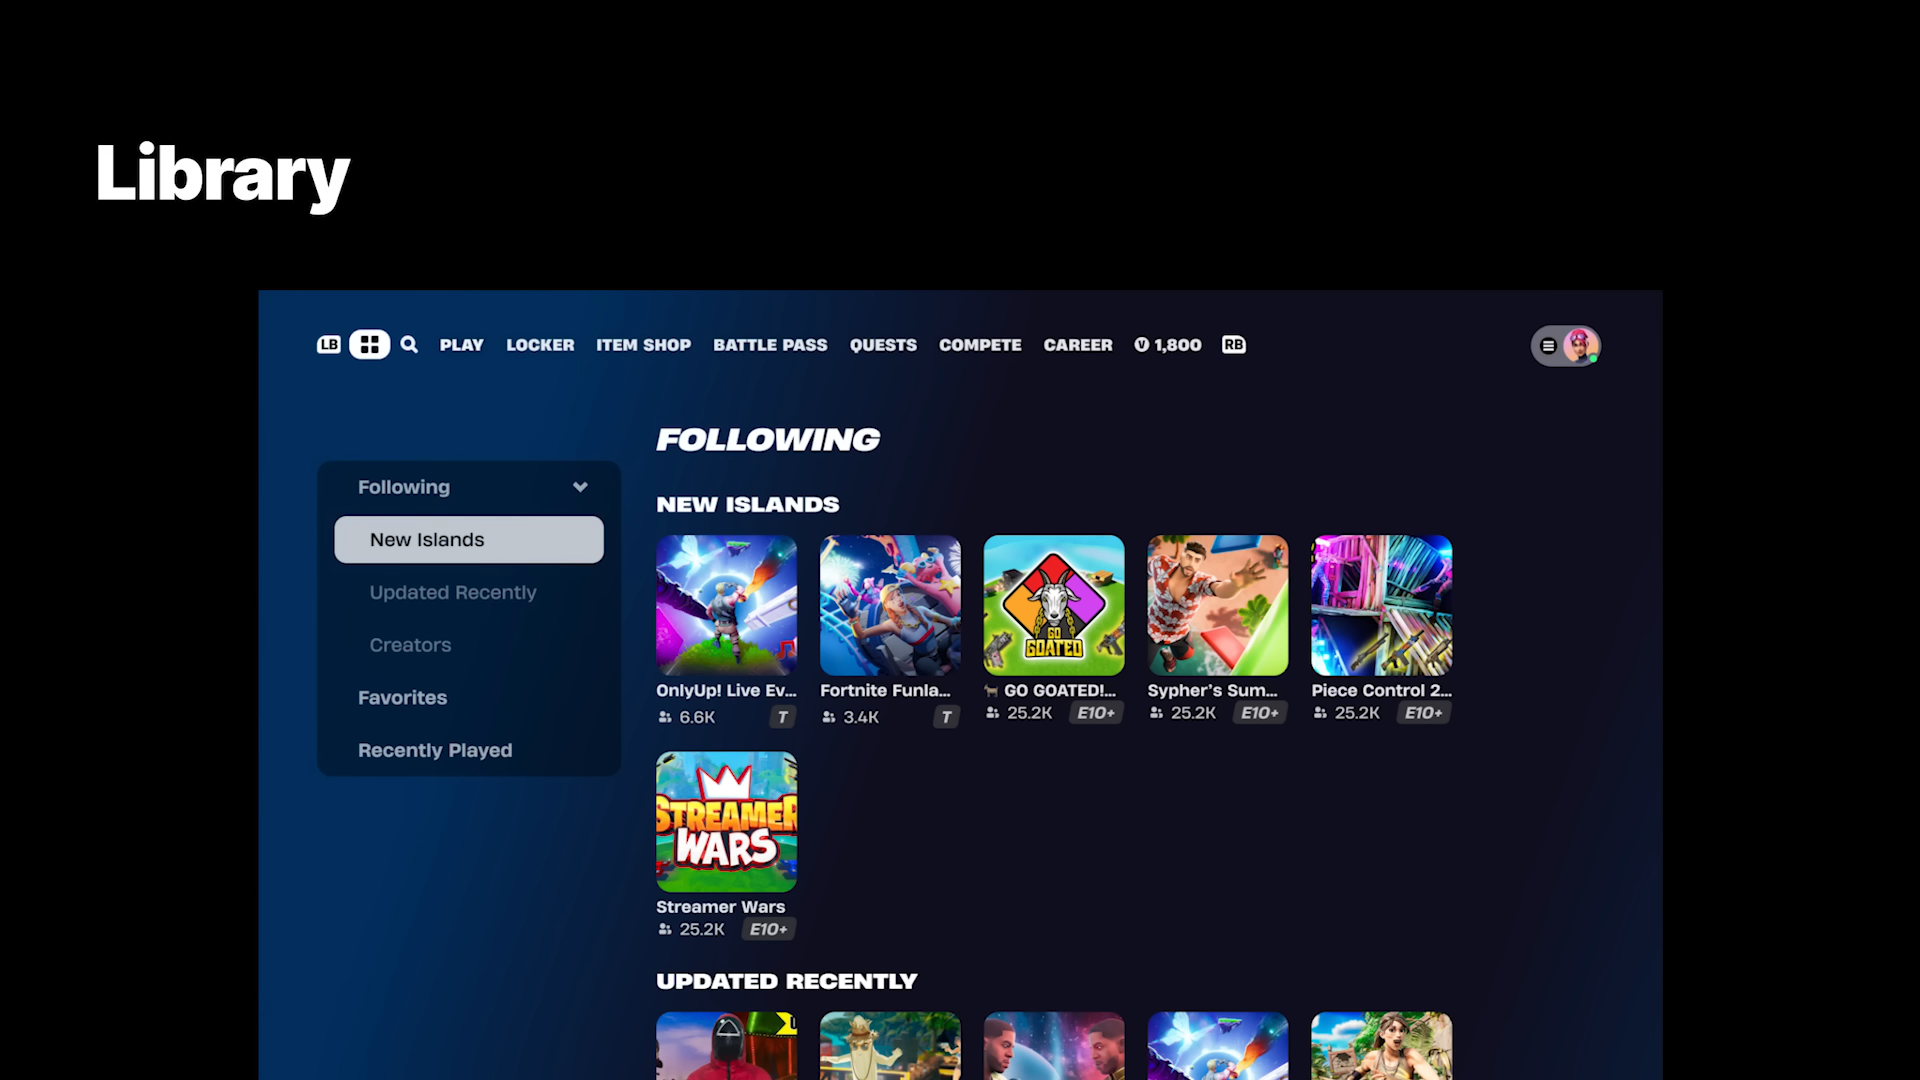 Library
LB PLAY LOCKER ITEM SHOP BATTLE PASS QUESTS COMPETE CAREER V 1,800 RB
FOLLOWING
Following
New Islands
Updated Recently
Creators
Favorites
Recently Played
NEW ISLANDS
GO
GOATED
OnlyUp! Live Ev... Fortnite Funla... GO GOATED!... Sypher's Sum... Piece Control 2...
6.6K T 3.4K T 25.2K E10+ 25.2K E10+ 25.2K E10+
STREAMER
WARS
Streamer Wars
25.2K E10+
UPDATED RECENTLY